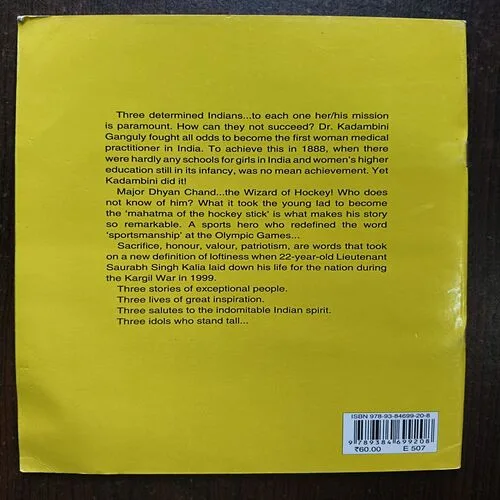 Three determined Indians...to each one her/his mission
is paramount. How can they not succeed? Dr. Kadambini
Ganguly fought all odds to become the first woman medical
practitioner in India. To achieve this in 1888, when there
were hardly any schools for girls in India and women's higher
education still in its infancy, was no mean achievement. Yet
Kadambini did it!
Major Dhyan Chand...the Wizard of Hockey! Who does
not know of him? What it took the young lad to become
the 'mahatma of the hockey stick' is what makes his story
so remarkable. A sports hero who redefined the word
'sportsmanship' at the Olympic Games...
Sacrifice, honour, valour, patriotism, are words that took
on a new definition of loftiness when 22-year-old Lieutenant
Saurabh Singh Kalia laid down his life for the nation during
the Kargil War in 1999.
Three stories of exceptional people.
Three lives of great inspiration.
Three salutes to the indomitable Indian spirit.
Three idols who stand tall...
ISBN 978-93-84699-20-8
9 789384 699208
₹60.00 E 507